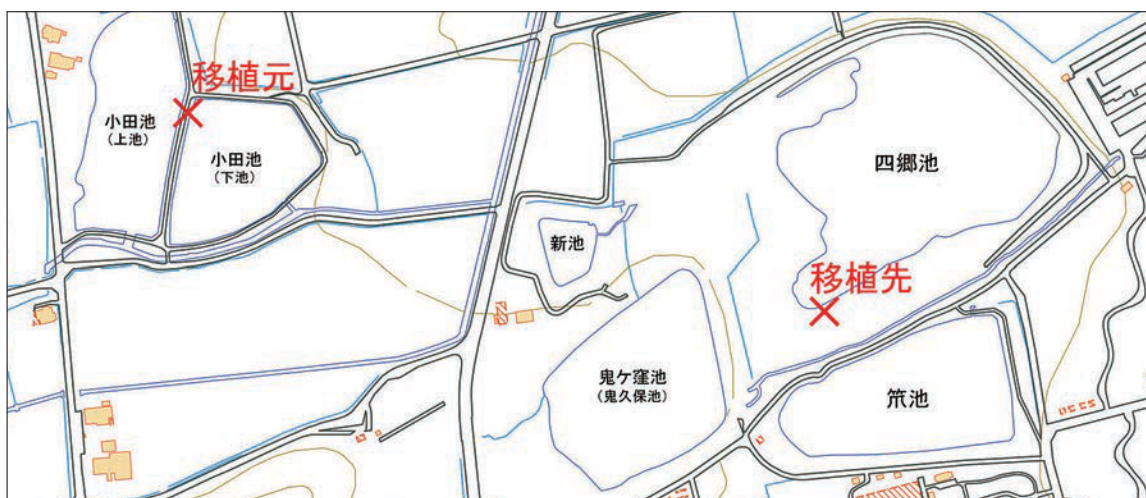 移植元
小田池
(上池)
小田池
(下池)
四郷池
新池
移植先
鬼ケ窪池
(鬼久保池)
笊池